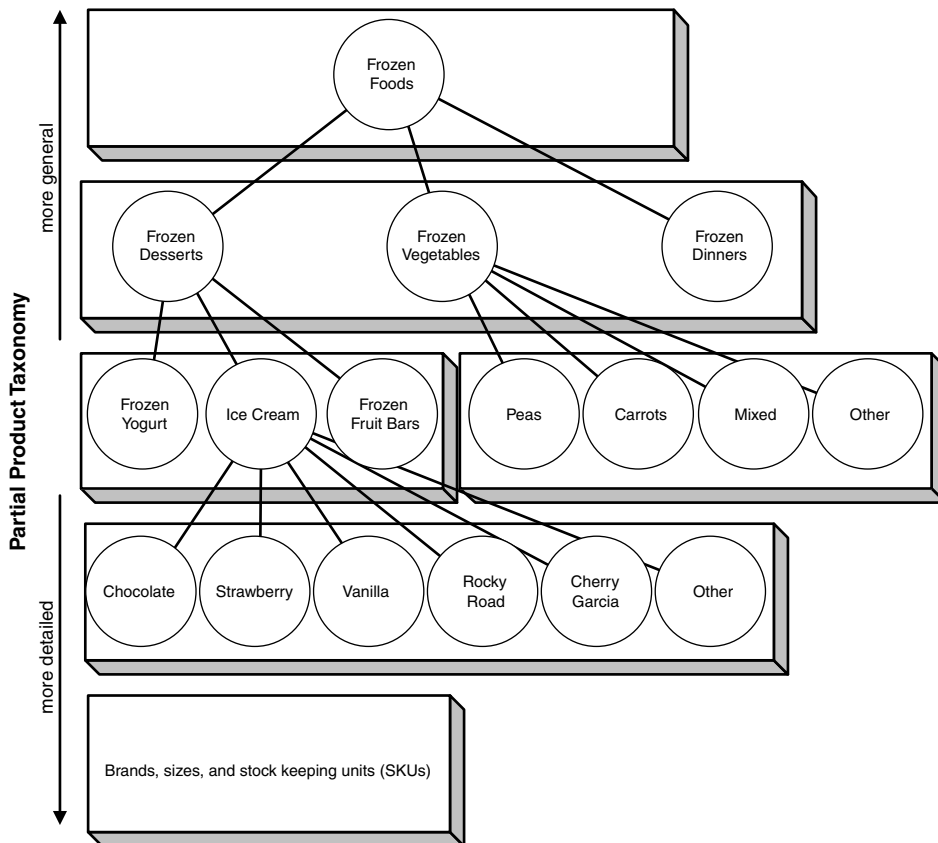 Partial Product Taxonomy
more general
more detailed
Frozen
Foods
Frozen
Desserts
Frozen
Vegetables
Frozen
Dinners
Frozen
Yogurt
Ice Cream
Frozen
Fruit Bars
Peas
Carrots
Mixed
Other
Chocolate
Strawberry
Vanilla
Rocky
Road
Cherry
Garcia
Other
Brands, sizes, and stock keeping units (SKUs)